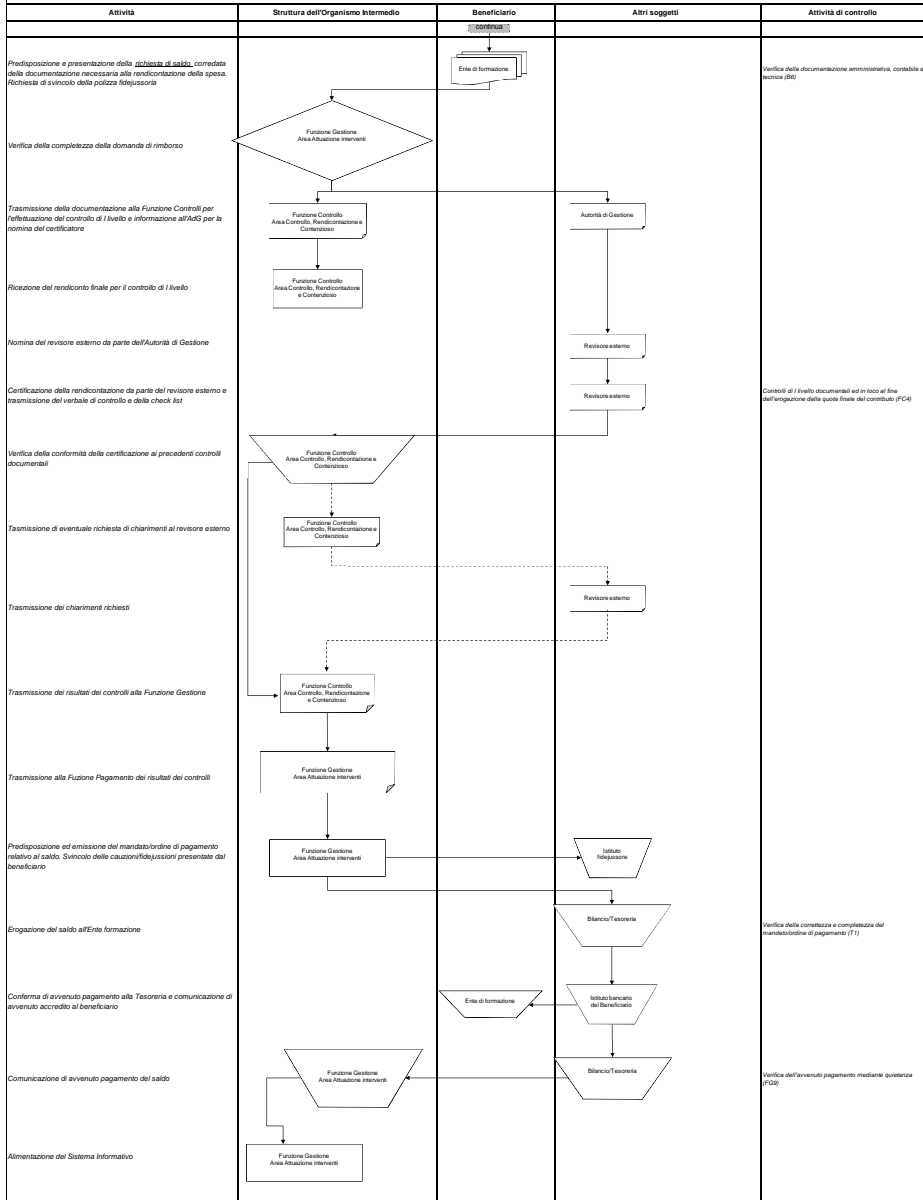 Attività
Struttura dell'Organismo Intermedio
Beneficiario
Altri soggetti
Attività di controllo
continua
Predisposizione e presentazione della richiesta di saldo corredata
della documentazione necessaria alla rendicontazione della spesa.
Richiesta di svincolo della polizza fidejussoria
Ente di formazione
Verifica della documentazione amministrativa, contabile e
tecnica (B6)
Verifica della completezza della domanda di rimborso
Funzione Gestione
Area Attuazione interventi
Trasmissione della documentazione alla Funzione Controlli per
l'effettuazione del controllo di I livello e informazione all'AdG per la
nomina del certificatore
Funzione Controllo
Area Controllo, Rendicontazione e
Contenzioso
Autorità di Gestione
Ricezione del rendiconto finale per il controllo di I livello
Funzione Controllo
Area Controllo, Rendicontazione
e Contenzioso
Nomina del revisore esterno da parte dell'Autorità di Gestione
Revisore esterno
Certificazione della rendicontazione da parte del revisore esterno e
trasmissione del verbale di controllo e della check list
Revisore esterno
Controlli di I livello documentali ed in loco al fine
dell'erogazione della quota finale del contributo (FC4)
Verifica della conformità della certificazione ai precedenti controlli
documentali
Funzione Controllo
Area Controllo, Rendicontazione e
Contenzioso
Tasmissione di eventuale richiesta di chiarimenti al revisore esterno
Funzione Controllo
Area Controllo, Rendicontazione e
Contenzioso
Trasmissione dei chiarimenti richiesti
Revisore esterno
Trasmissione dei risultati dei controlli alla Funzione Gestione
Funzione Controllo
Area Controllo, Rendicontazione
e Contenzioso
Trasmissione alla Fuzione Pagamento dei risultati dei controlli
Funzione Gestione
Area Attuazione interventi
Predisposizione ed emissione del mandato/ordine di pagamento
relativo al saldo. Svincolo delle cauzioni/fidejussioni presentate dal
beneficiario
Funzione Gestione
Area Attuazione interventi
Istituto
fidejussore
Erogazione del saldo all'Ente formazione
Bilancio/Tesoreria
Verifica della correttezza e completezza del
mandato/ordine di pagamento (T1)
Conferma di avvenuto pagamento alla Tesoreria e comunicazione di
avvenuto accredito al beneficiario
Ente di formazione
Istituto bancario
del Beneficiario
Comunicazione di avvenuto pagamento del saldo
Funzione Gestione
Area Attuazione interventi
Bilancio/Tesoreria
Verifica dell'avvenuto pagamento mediante quietanza
(FG9)
Alimentazione del Sistema Informativo
Funzione Gestione
Area Attuazione interventi